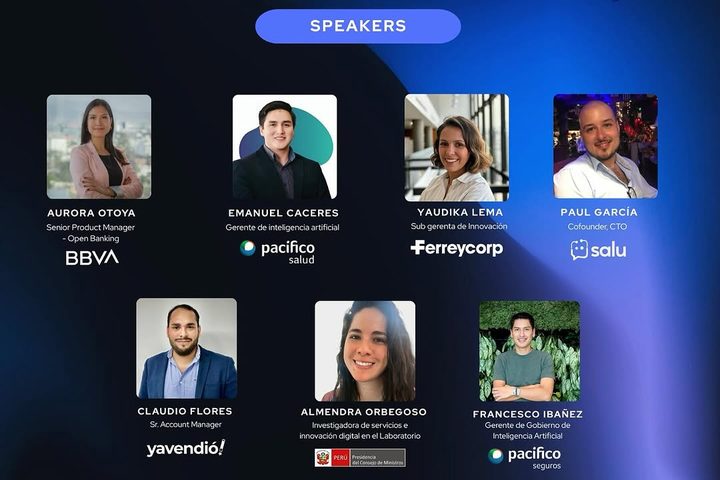 SPEAKERS
AURORA OTOYA
Senior Product Manager
- Open Banking
BBVA
EMANUEL CACERES
Gerente de inteligencia artificial
pacífico
salud
YAUDIKA LEMA
Sub gerenta de Innovación
Ferreycorp
PAUL GARCÍA
Cofounder, CTO
salu
CLAUDIO FLORES
Sr. Account Manager
yavendió!
ALMENDRA ORBEGOSO
Investigadora de servicios e
innovación digital en el Laboratorio
PERÚ
Presidencia
del Consejo de Ministros
FRANCESCO IBAÑEZ
Gerente de Gobierno de
Inteligencia Artificial
pacífico
seguros